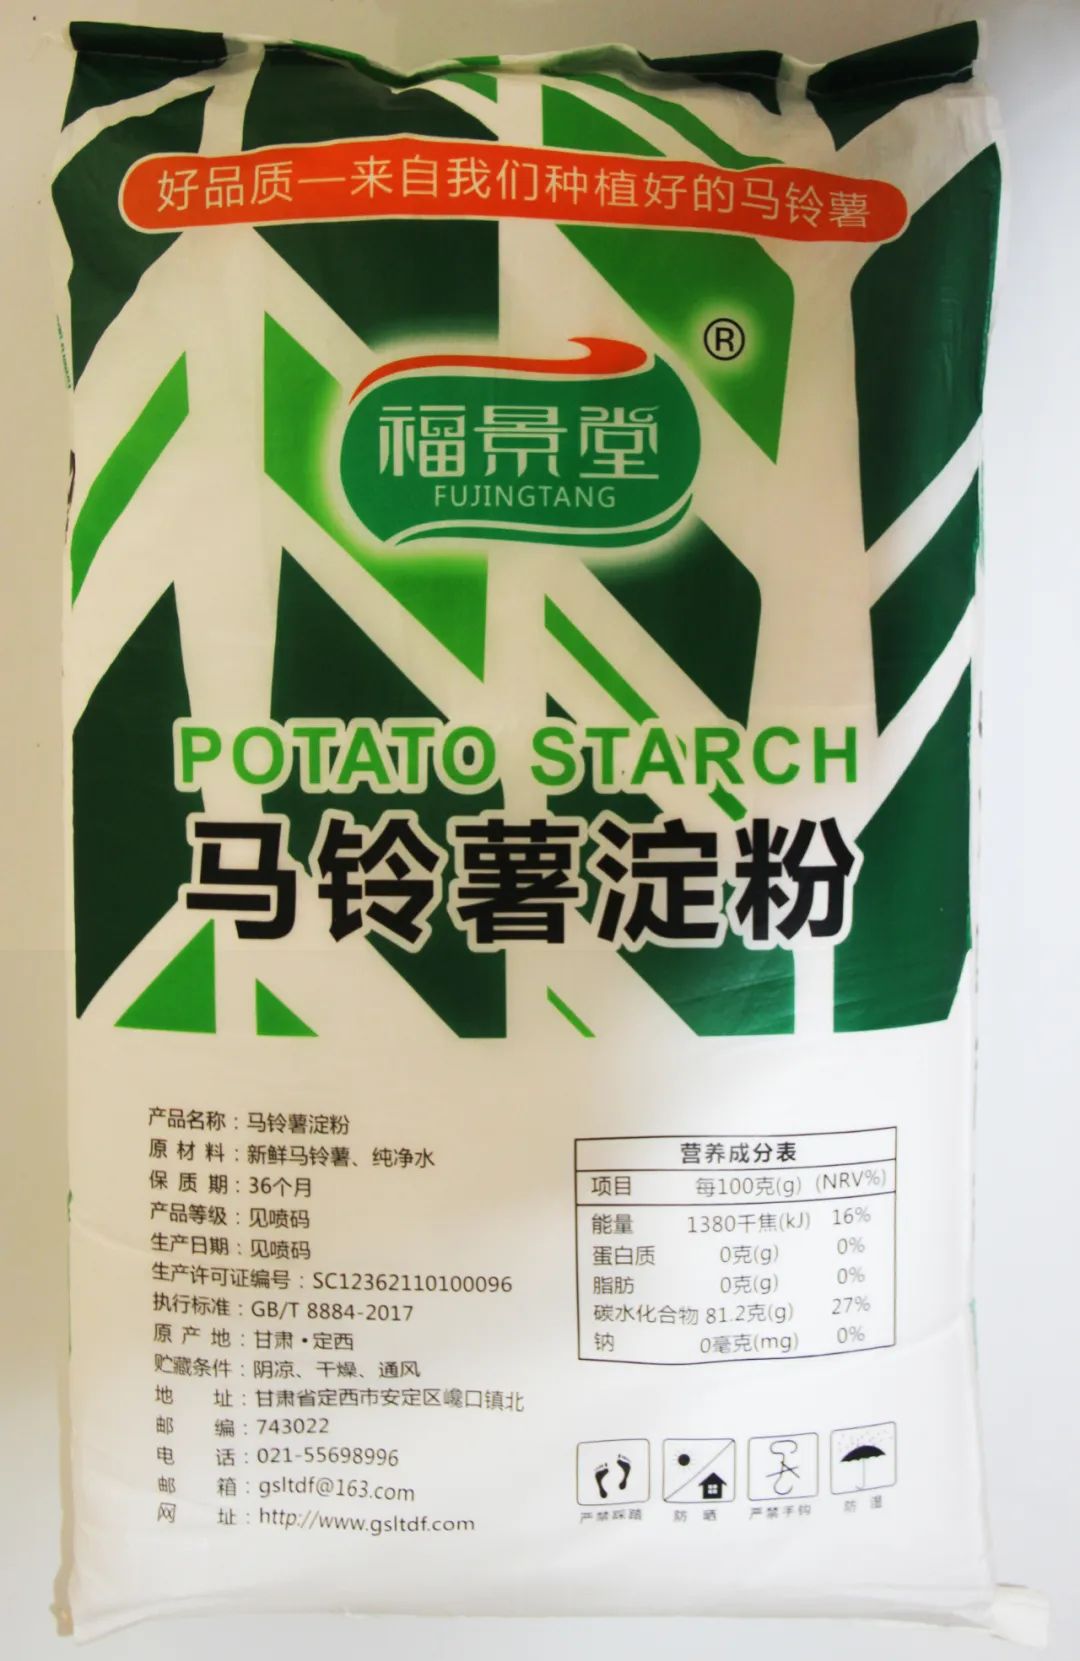 好品质—来自我们种植好的马铃薯
®
福景堂
FUJINGTANG
POTATO STARCH
马铃薯淀粉
产品名称：马铃薯淀粉
原材料：新鲜马铃薯、纯净水
保质期：36个月
产品等级：见喷码
生产日期：见喷码
生产许可证编号：SC12362110100096
执行标准：GB/T 8884-2017
原产地：甘肃·定西
贮藏条件：阴凉、干燥、通风
地址：甘肃省定西市安定区巉口镇北
邮编：743022
电话：021-55698996
邮箱：gsltdf@163.com
网址：http://www.gsltdf.com
营养成分表
项目 每100克(g) (NRV%)
能量 1380千焦(kJ) 16%
蛋白质 0克(g) 0%
脂肪 0克(g) 0%
碳水化合物 81.2克(g) 27%
钠 0毫克(mg) 0%
严禁踩踏 防晒 严禁手钩 防湿